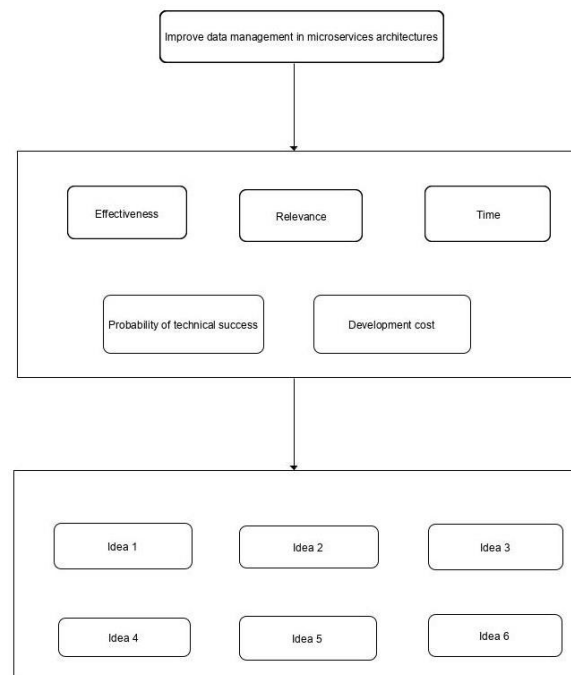 Improve data management in microservices architectures
Effectiveness
Relevance
Time
Probability of technical success
Development cost
Idea 1
Idea 2
Idea 3
Idea 4
Idea 5
Idea 6